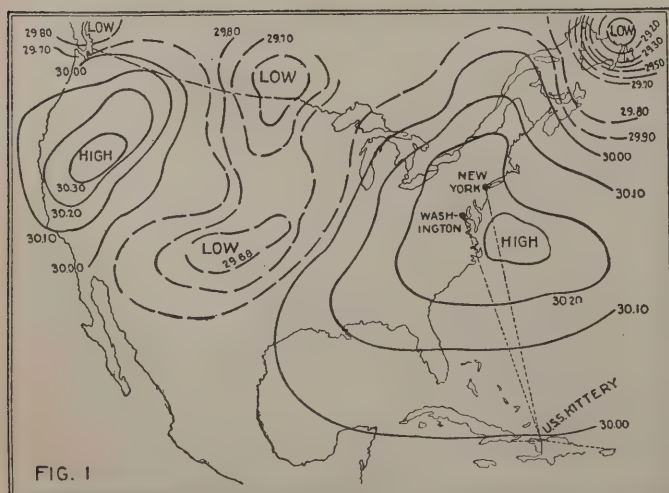 LOW
29.80
29.70
30.00
29.80
29.70
LOW
HIGH
30.30
30.20
30.10
30.00
LOW
29.68
LOW
29.20
29.30
29.50
29.70
29.80
29.90
30.00
30.10
NEW YORK
WASH-
INGTON
HIGH
30.20
30.10
U.S.S. KITTERY
30.00
FIG. 1